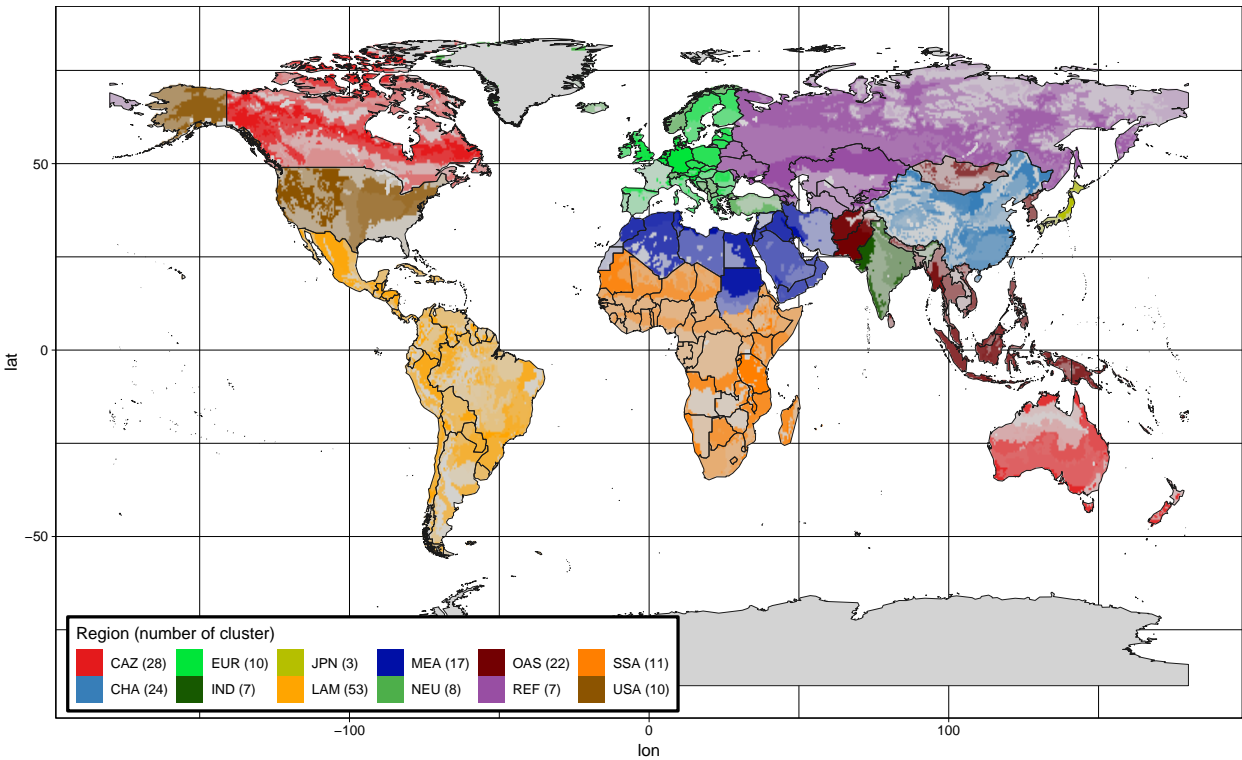 lat
50
0
−50
Region (number of cluster)
CAZ (28) EUR (10) JPN (3) MEA (17) OAS (22) SSA (11)
CHA (24) IND (7) LAM (53) NEU (8) REF (7) USA (10)
−100 0 100
lon